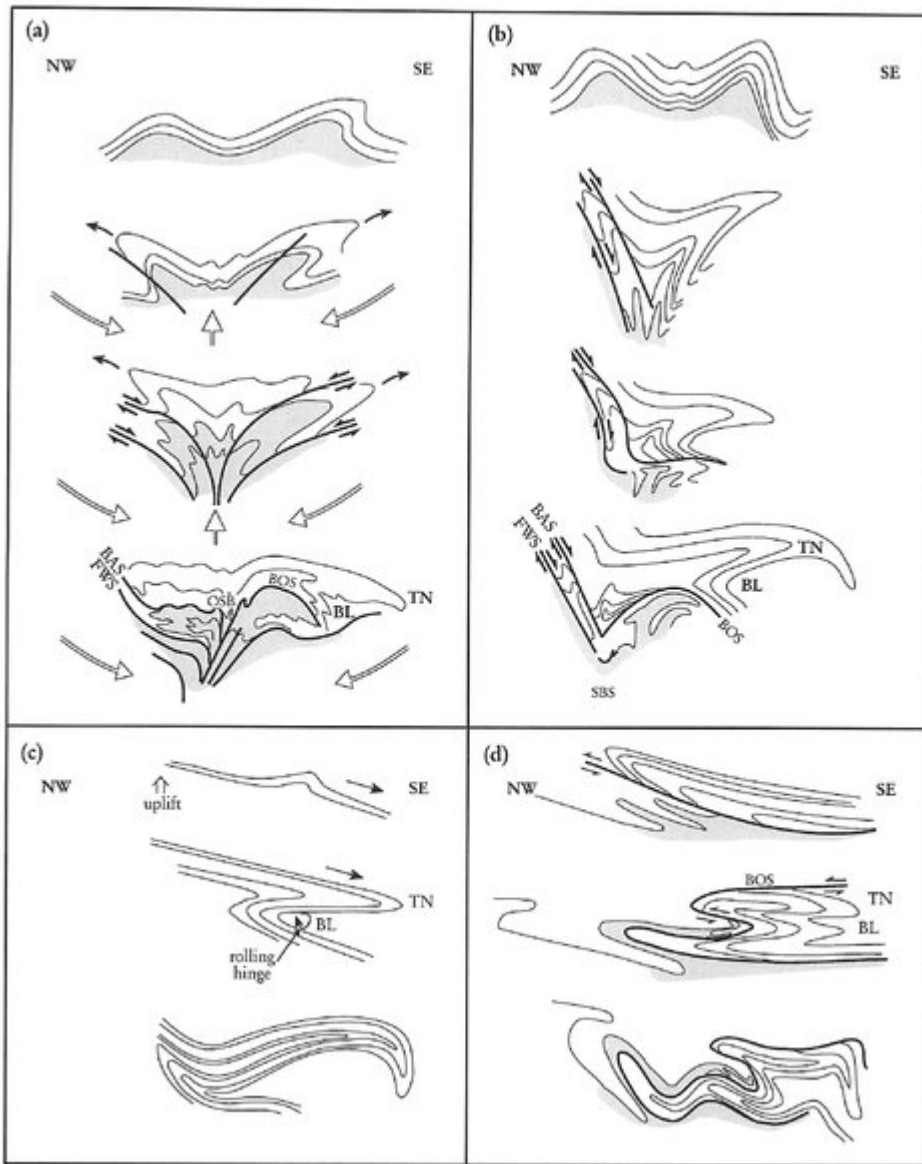 (a)
NW
SE
BAS
FWS
OSB
BOS
BL
TN
(b)
NW
SE
BAS
FWS
TN
BL
BOS
SBS
(c)
NW
SE
uplift
TN
BL
rolling
hinge
(d)
NW
SE
BOS
TN
BL